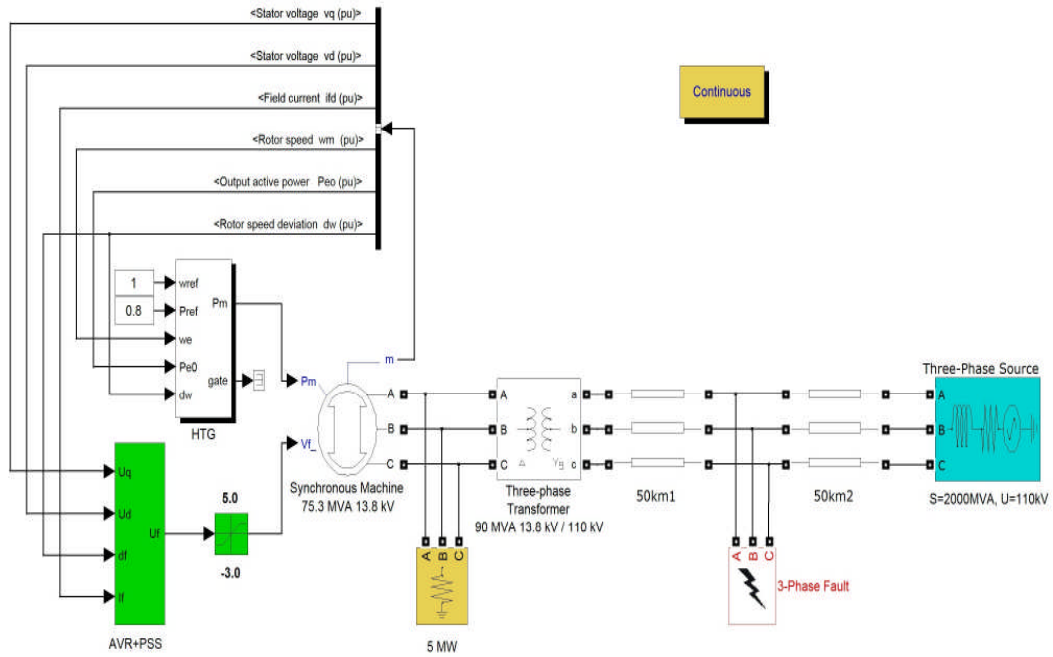 <Stator voltage vq (pu)>
<Stator voltage vd (pu)>
<Field current ifd (pu)>
<Rotor speed wm (pu)>
<Output active power Peo (pu)>
<Rotor speed deviation dw (pu)>
Continuous
1
0.8
wref
Pref
we
Pe0
dw
Pm
gate
HTG
m
Pm
Vf_
A
B
C
Synchronous Machine
75.3 MVA 13.8 kV
A
B
C
a
b
c
Δ
Yg
Three-phase
Transformer
90 MVA 13.8 kV / 110 kV
50km1
50km2
Three-Phase Source
A
B
C
S=2000MVA, U=110kV
Uq
Ud
df
If
Uf
AVR+PSS
5.0
-3.0
A
B
C
5 MW
A
B
C
3-Phase Fault